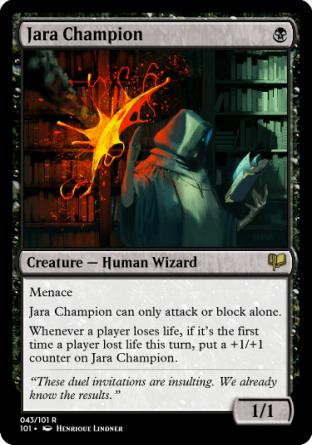 Jara Champion
Creature — Human Wizard
Menace
Jara Champion can only attack or block alone.
Whenever a player loses life, if it's the first
time a player lost life this turn, put a +1/+1
counter on Jara Champion.
"These duel invitations are insulting. We already
know the results."
1/1
043/101 R
101 • Henrique Lindner